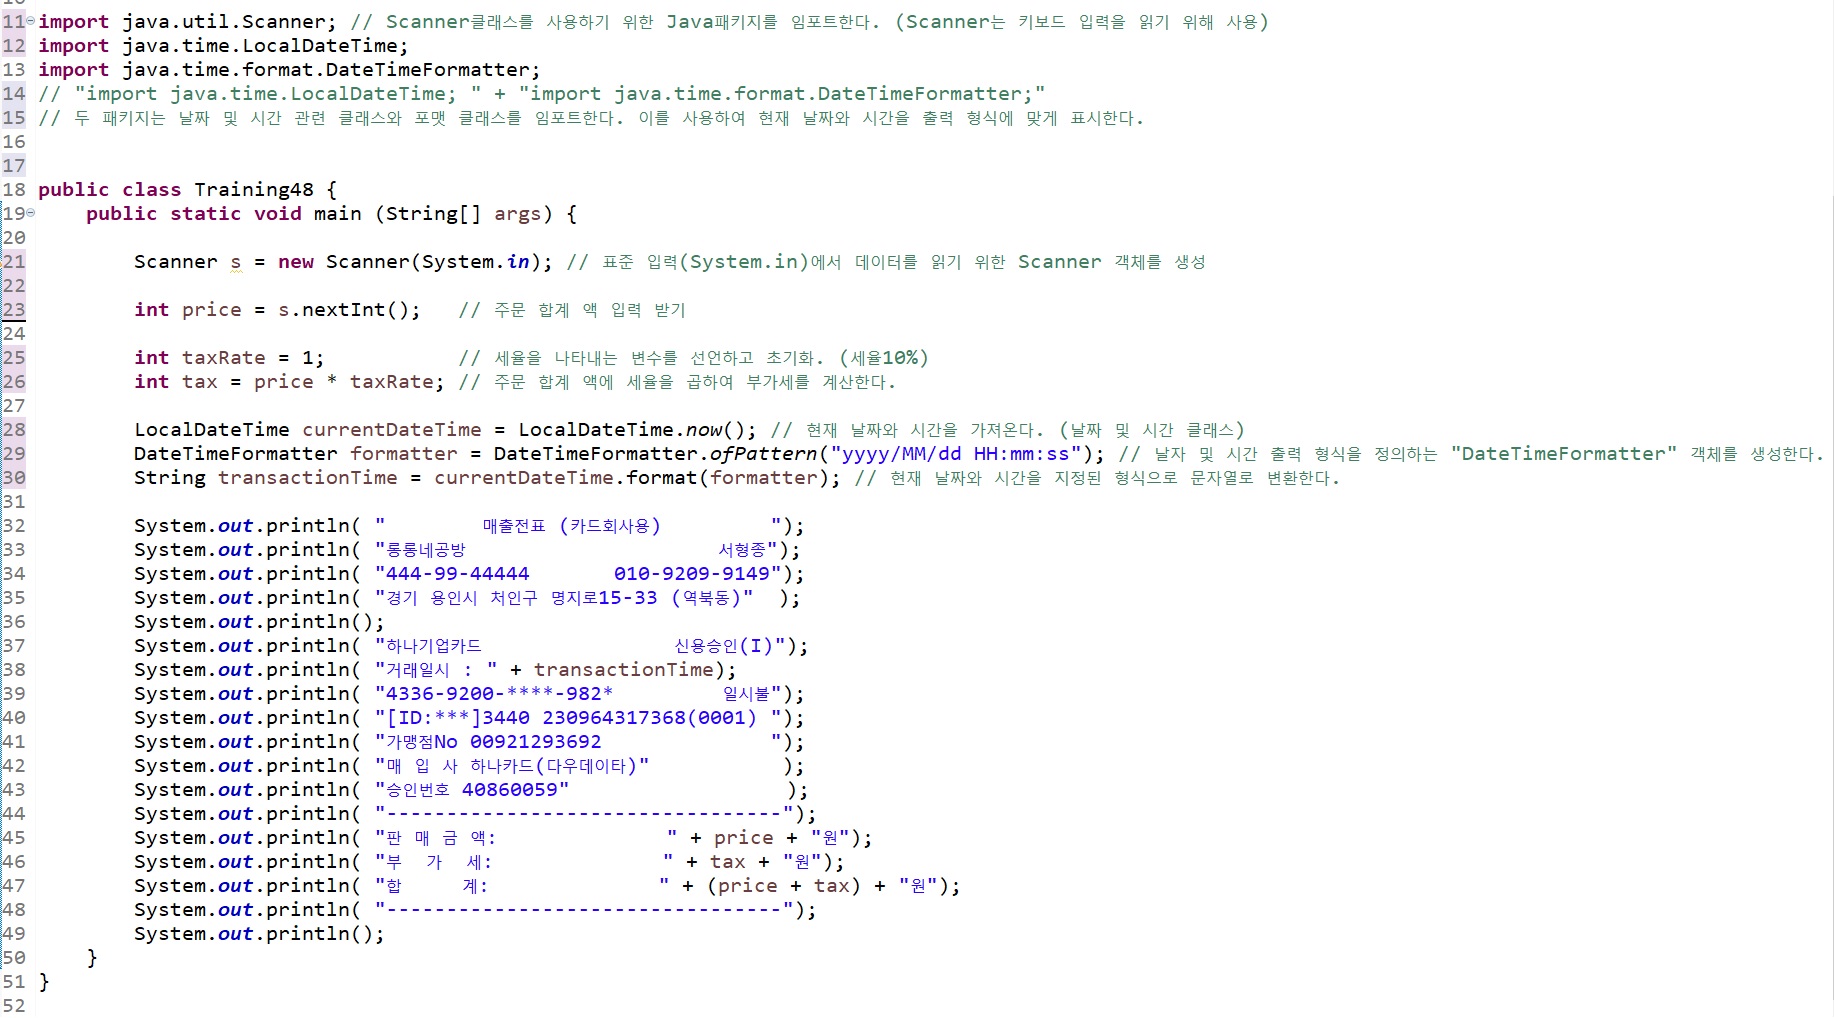 11 import java.util.Scanner; // Scanner클래스를 사용하기 위한 Java패키지를 임포트한다. (Scanner는 키보드 입력을 읽기 위해 사용)
12 import java.time.LocalDateTime;
13 import java.time.format.DateTimeFormatter;
14 // "import java.time.LocalDateTime; " + "import java.time.format.DateTimeFormatter;"
15 // 두 패키지는 날짜 및 시간 관련 클래스와 포맷 클래스를 임포트한다. 이를 사용하여 현재 날짜와 시간을 출력 형식에 맞게 표시한다.
16
17
18 public class Training48 {
19     public static void main (String[] args) {
20
21         Scanner s = new Scanner(System.in); // 표준 입력(System.in)에서 데이터를 읽기 위한 Scanner 객체를 생성
22
23         int price = s.nextInt();   // 주문 합계 액 입력 받기
24
25         int taxRate = 1;           // 세율을 나타내는 변수를 선언하고 초기화. (세율10%)
26         int tax = price * taxRate; // 주문 합계 액에 세율을 곱하여 부가세를 계산한다.
27
28         LocalDateTime currentDateTime = LocalDateTime.now(); // 현재 날짜와 시간을 가져온다. (날짜 및 시간 클래스)
29         DateTimeFormatter formatter = DateTimeFormatter.ofPattern("yyyy/MM/dd HH:mm:ss"); // 날자 및 시간 출력 형식을 정의하는 "DateTimeFormatter" 객체를 생성한다.
30         String transactionTime = currentDateTime.format(formatter); // 현재 날짜와 시간을 지정된 형식으로 문자열로 변환한다.
31
32         System.out.println( "        매출전표 (카드회사용)         ");
33         System.out.println( "롱롱네공방                     서형종");
34         System.out.println( "444-99-44444       010-9209-9149");
35         System.out.println( "경기 용인시 처인구 명지로15-33 (역북동)"  );
36         System.out.println();
37         System.out.println( "하나기업카드                신용승인(I)");
38         System.out.println( "거래일시 : " + transactionTime);
39         System.out.println( "4336-9200-****-982*         일시불");
40         System.out.println( "[ID:***]3440 230964317368(0001) ");
41         System.out.println( "가맹점No 00921293692              ");
42         System.out.println( "매 입 사 하나카드(다우데이타)"           );
43         System.out.println( "승인번호 40860059"                  );
44         System.out.println( "---------------------------------");
45         System.out.println( "판 매 금 액:              " + price + "원");
46         System.out.println( "부  가  세:              " + tax + "원");
47         System.out.println( "합     계:              " + (price + tax) + "원");
48         System.out.println( "---------------------------------");
49         System.out.println();
50     }
51 }
52